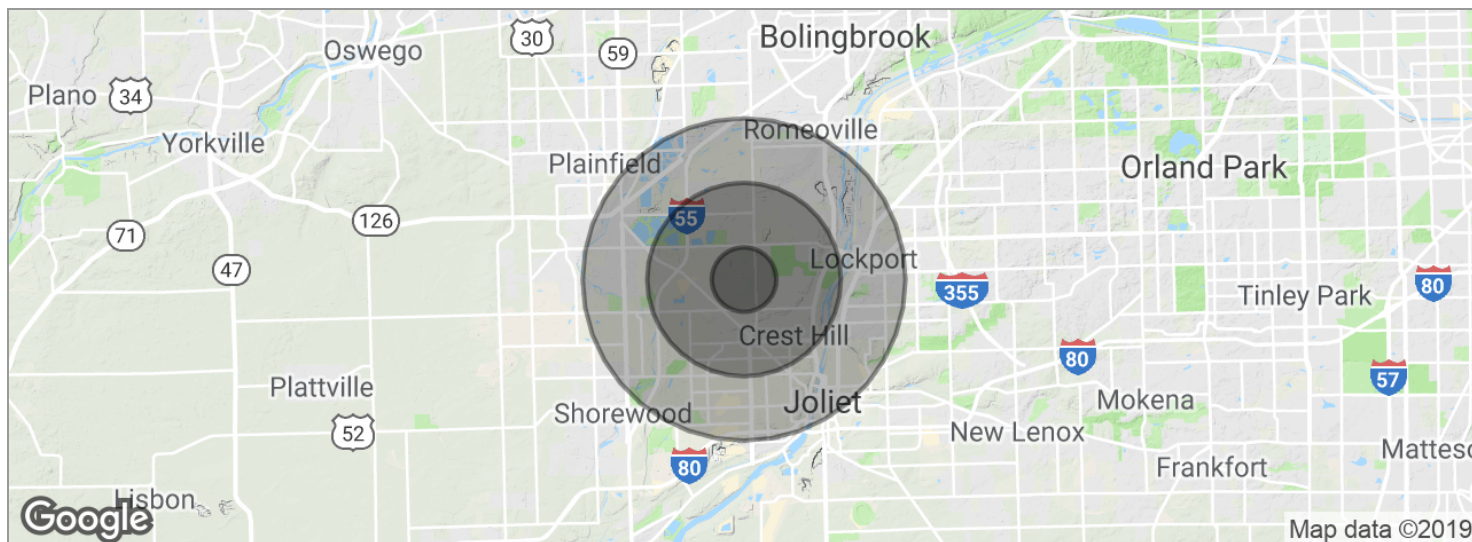 30
59
Bolingbrook
Oswego
Plano
34
Yorkville
Romeoville
Plainfield
Orland Park
55
126
71
47
Lockport
355
80
Tinley Park
Crest Hill
80
57
Plattville
Joliet
Mokena
Shorewood
52
New Lenox
Matteso
80
Frankfort
Lisbon
Google
Map data ©2019